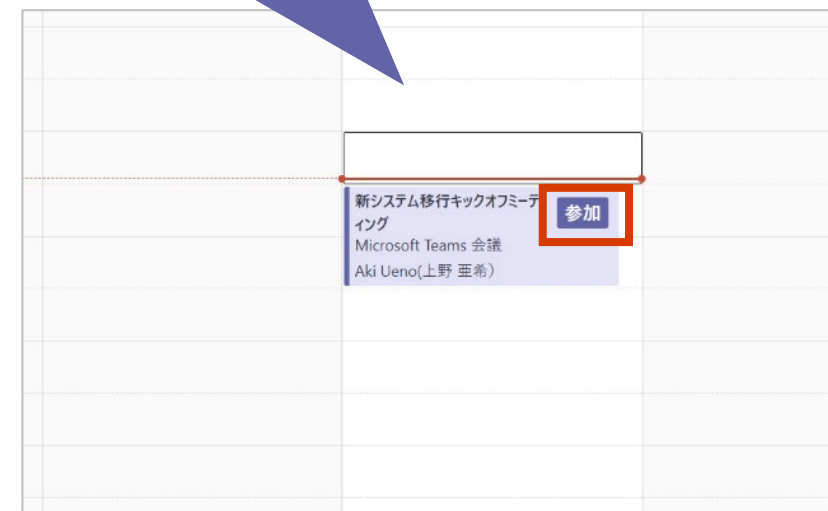 新システム移行キックオフミーテ
ィング
参加
Microsoft Teams 会議
Aki Ueno(上野 亜希）